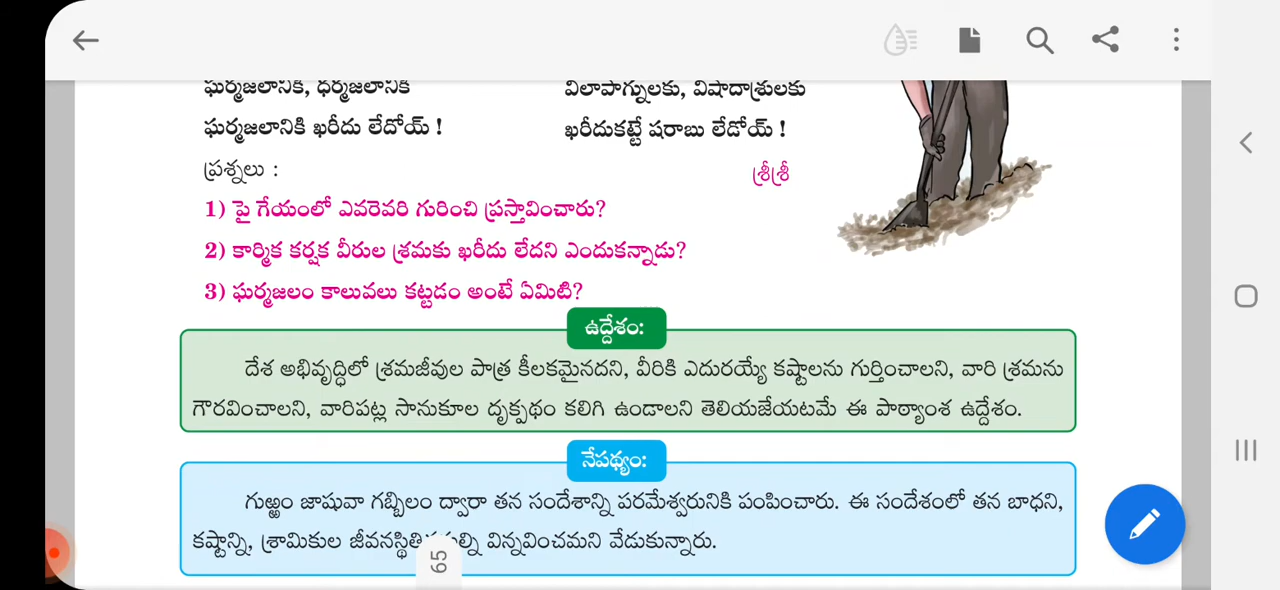 ఘర్మజలానికి, ధర్మజలానికి
ఘర్మజలానికి ఖరీదు లేదోయ్ !
విలాపాగ్నులకు, విషాదాశ్రులకు
ఖరీదుకట్టే షరాబు లేడోయ్ !
శ్రీశ్రీ
ప్రశ్నలు :
1) పై గేయంలో ఎవరెవరి గురించి ప్రస్తావించారు?
2) కార్మిక కర్షక వీరుల శ్రమకు ఖరీదు లేదని ఎందుకన్నాడు?
3) ఘర్మజలం కాలువలు కట్టడం అంటే ఏమిటి?
ఉద్దేశం:
దేశ అభివృద్ధిలో శ్రమజీవుల పాత్ర కీలకమైనదని, వీరికి ఎదురయ్యే కష్టాలను గుర్తించాలని, వారి శ్రమను
గౌరవించాలని, వారిపట్ల సానుకూల దృక్పథం కలిగి ఉండాలని తెలియజేయటమే ఈ పాఠ్యాంశ ఉద్దేశం.
నేపథ్యం:
గుఱ్ఱం జాషువా గబ్బిలం ద్వారా తన సందేశాన్ని పరమేశ్వరునికి పంపించారు. ఈ సందేశంలో తన బాధని,
కష్టాన్ని, శ్రామికుల విన్నవించమని వేడుకున్నారు.
65